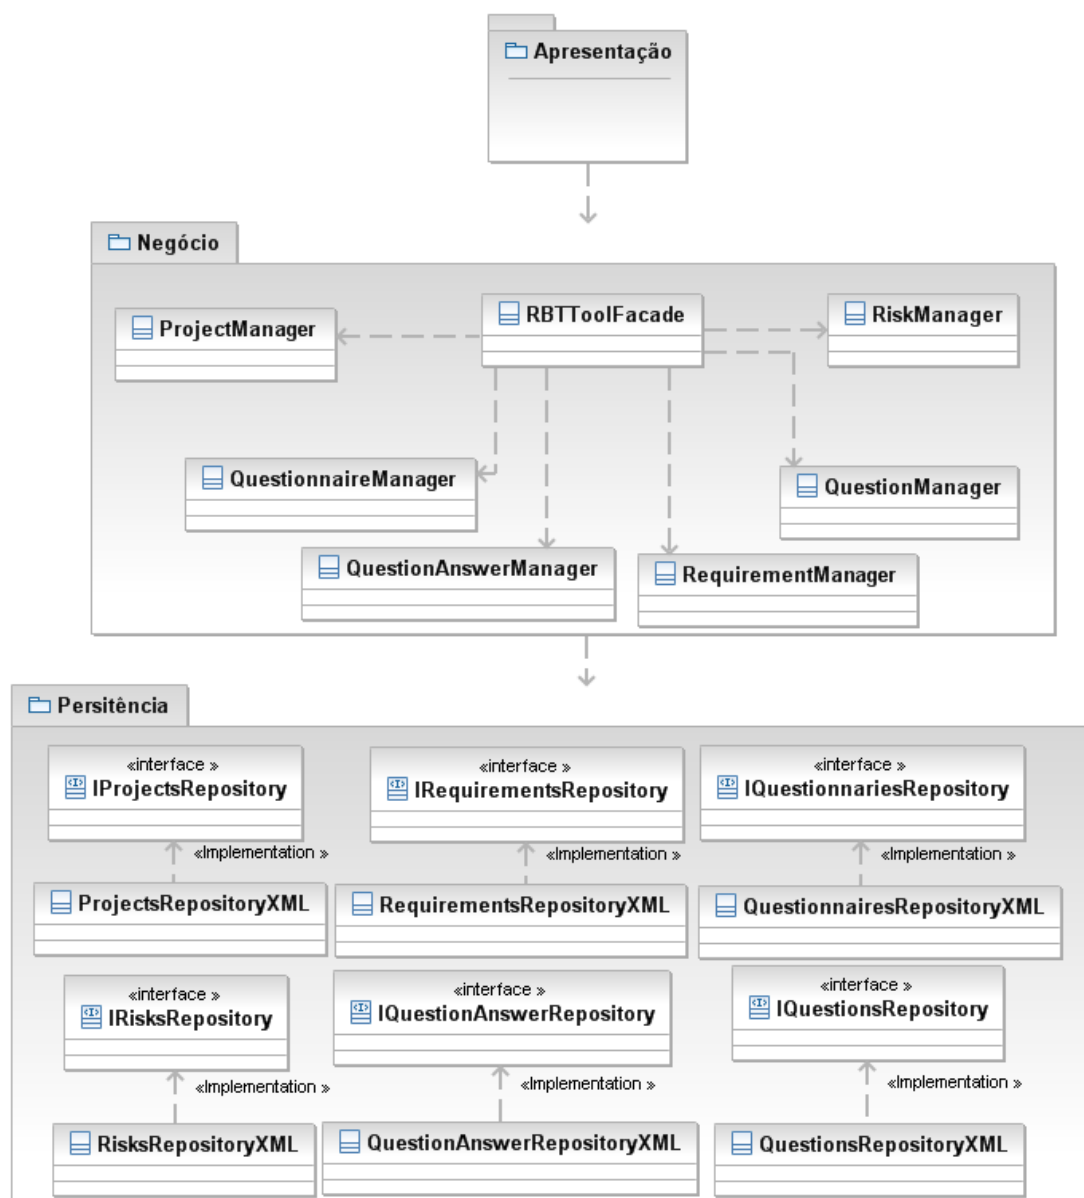 Apresentação
Negócio
ProjectManager
RBTToolFacade
RiskManager
QuestionnaireManager
QuestionManager
QuestionAnswerManager
RequirementManager
Persitência
«interface »
IProjectsRepository
«interface »
IRequirementsRepository
«interface »
IQuestionnariesRepository
«Implementation »
«Implementation »
«Implementation »
ProjectsRepositoryXML
RequirementsRepositoryXML
QuestionnairesRepositoryXML
«interface »
IRisksRepository
«interface »
IQuestionAnswerRepository
«interface »
IQuestionsRepository
«Implementation »
«Implementation »
«Implementation »
RisksRepositoryXML
QuestionAnswerRepositoryXML
QuestionsRepositoryXML